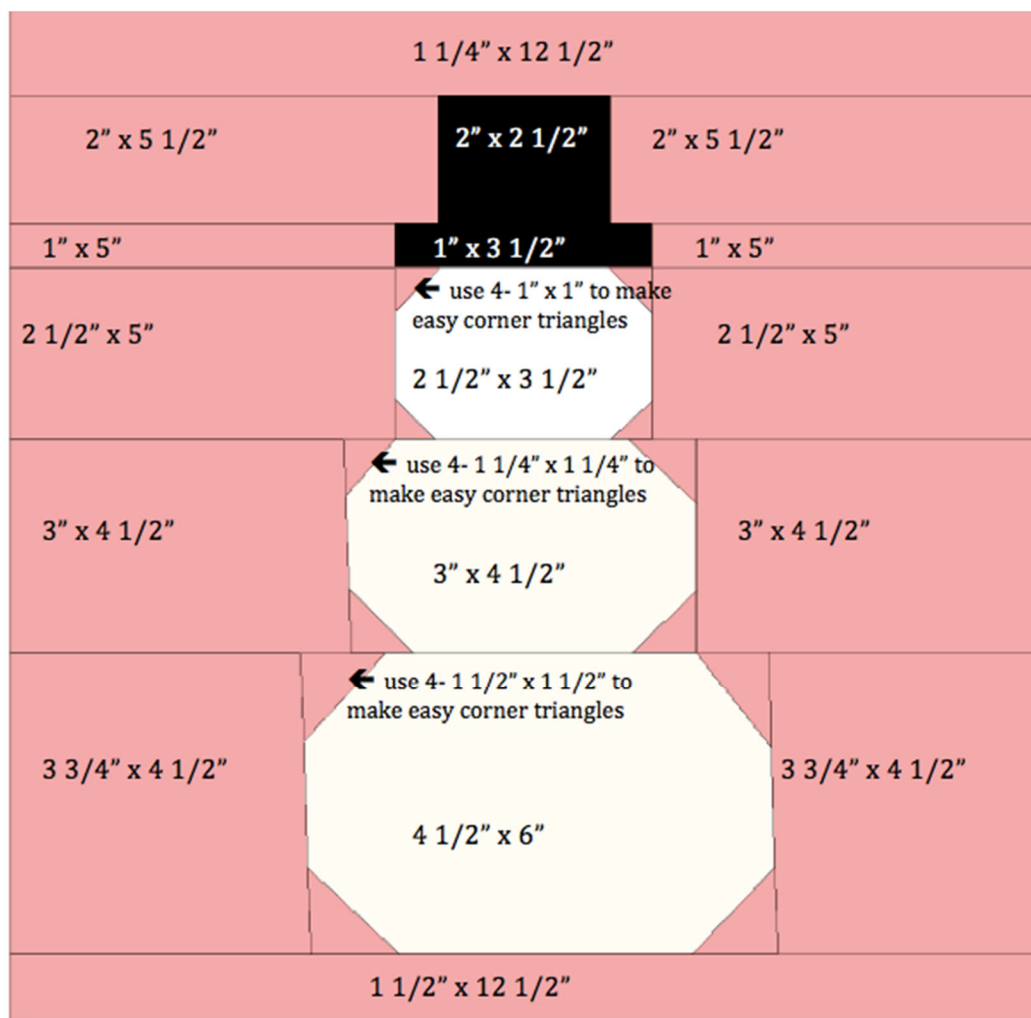 1 1/4” x 12 1/2”
2” x 5 1/2”
2” x 2 1/2”
2” x 5 1/2”
1” x 5”
1” x 3 1/2”
1” x 5”
← use 4- 1” x 1” to make
easy corner triangles
2 1/2” x 5”
2 1/2” x 3 1/2”
2 1/2” x 5”
← use 4- 1 1/4” x 1 1/4” to
make easy corner triangles
3” x 4 1/2”
3” x 4 1/2”
3” x 4 1/2”
← use 4- 1 1/2” x 1 1/2” to
make easy corner triangles
3 3/4” x 4 1/2”
4 1/2” x 6”
3 3/4” x 4 1/2”
1 1/2” x 12 1/2”